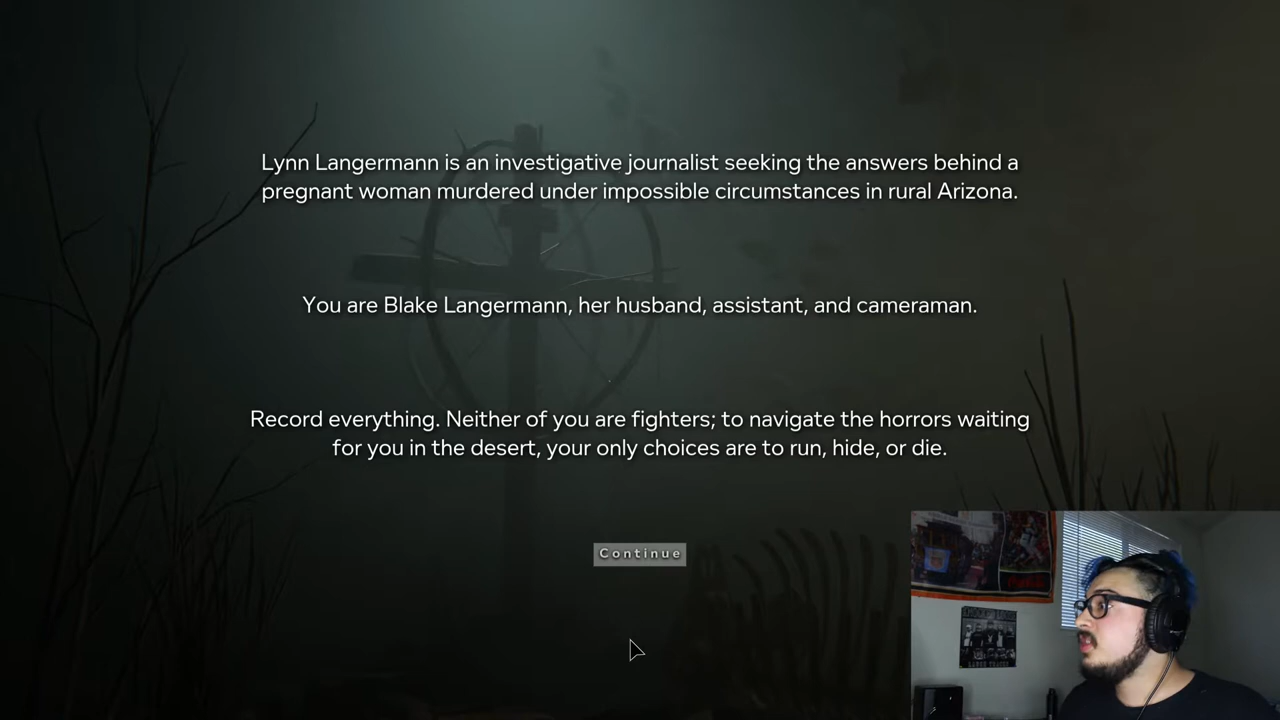 Lynn Langermann is an investigative journalist seeking the answers behind a
pregnant woman murdered under impossible circumstances in rural Arizona.
You are Blake Langermann, her husband, assistant, and cameraman.
Record everything. Neither of you are fighters; to navigate the horrors waiting
for you in the desert, your only choices are to run, hide, or die.
Continue